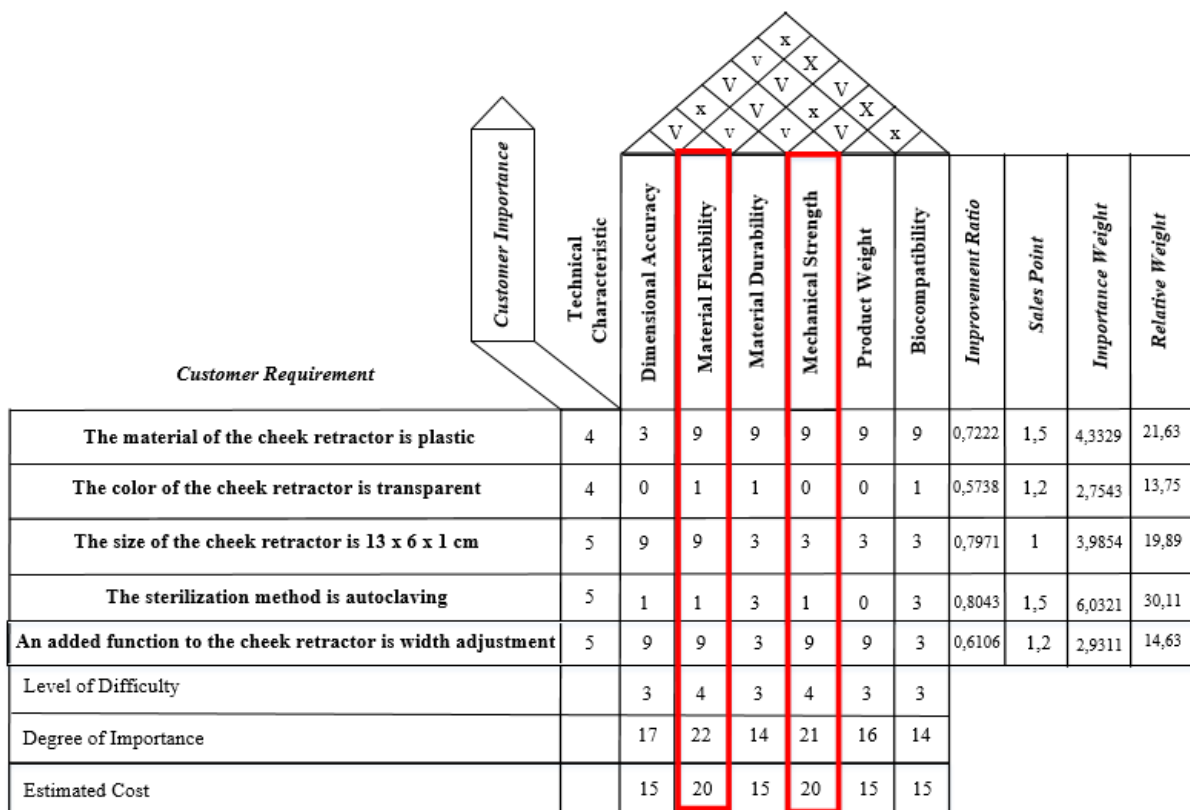 x
v X
V V V
x V x X
V v v V x
Customer Importance
Technical Characteristic
Dimensional Accuracy
Material Flexibility
Material Durability
Mechanical Strength
Product Weight
Biocompatibility
Improvement Ratio
Sales Point
Importance Weight
Relative Weight
Customer Requirement
The material of the cheek retractor is plastic 4 3 9 9 9 9 9 0,7222 1,5 4,3329 21,63
The color of the cheek retractor is transparent 4 0 1 1 0 0 1 0,5738 1,2 2,7543 13,75
The size of the cheek retractor is 13 x 6 x 1 cm 5 9 9 3 3 3 3 0,7971 1 3,9854 19,89
The sterilization method is autoclaving 5 1 1 3 1 0 3 0,8043 1,5 6,0321 30,11
An added function to the cheek retractor is width adjustment 5 9 9 3 9 9 3 0,6106 1,2 2,9311 14,63
Level of Difficulty 3 4 3 4 3 3
Degree of Importance 17 22 14 21 16 14
Estimated Cost 15 20 15 20 15 15